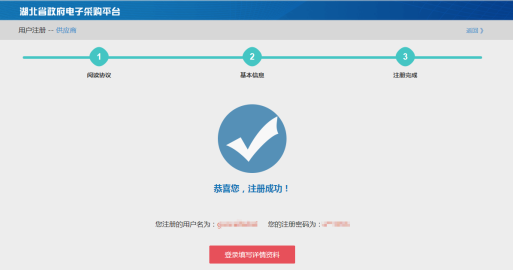 湖北省政府电子采购平台
用户注册 -- 供应商
返回
1 2 3
阅读协议 基本信息 注册完成
恭喜您，注册成功！
您注册的用户名为： 您的注册密码为：
登录填写详情资料